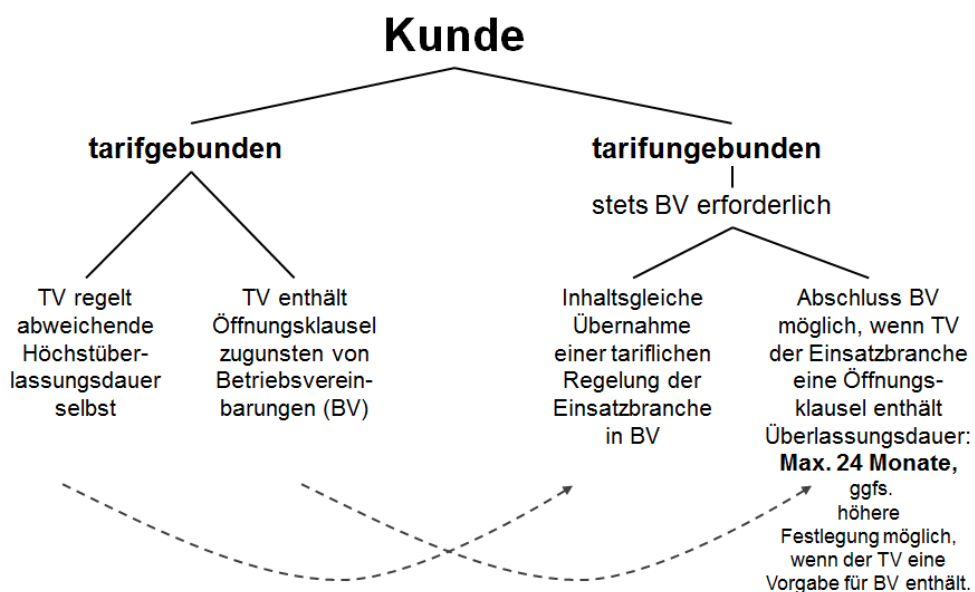 Kunde
tarifgebunden
tarifungebunden
stets BV erforlich
TV regelt
abweichende
Höchstüber-
lassungsdauer
selbst
TV enthält
Öffnungsklausel
zugunsten von
Betriebsverein-
barungen (BV)
Inhaltsgleiche
Übernahme
einer tariflichen
Regelung der
Einsatzbranche
in BV
Abschluss BV
möglich, wenn TV
der Einsatzbranche
eine Öffnungs-
klausel enthält
Überlassungsdauer:
Max. 24 Monate,
ggfs.
höhere
Festlegung möglich,
wenn der TV eine
Vorgabe für BV enthält.